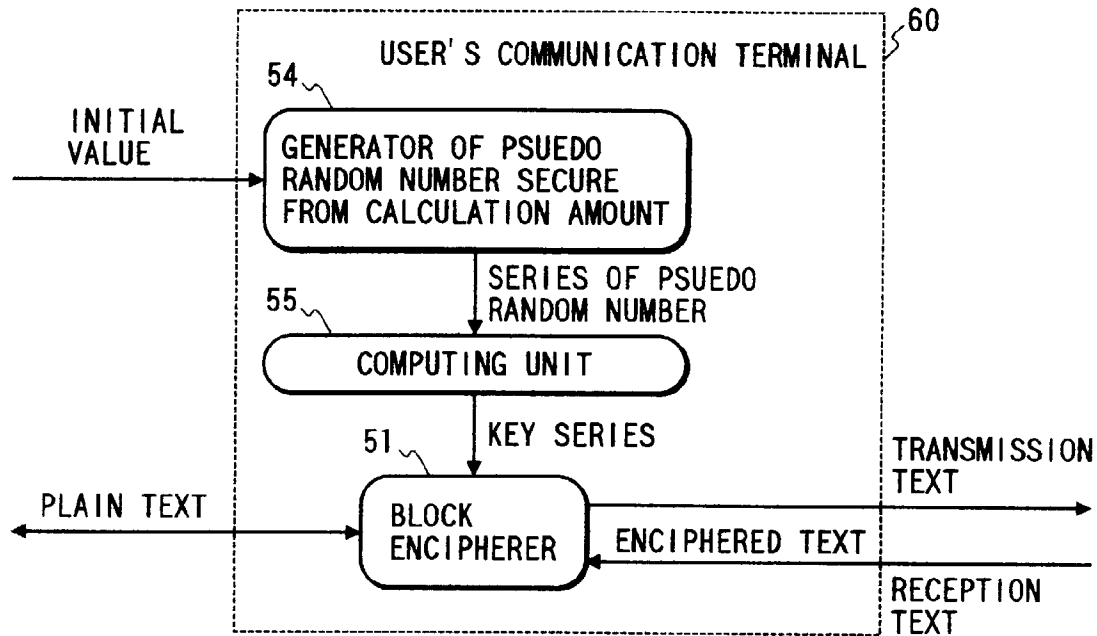 60
USER'S COMMUNICATION TERMINAL
54
INITIAL
VALUE
GENERATOR OF PSUEDO
RANDOM NUMBER SECURE
FROM CALCULATION AMOUNT
SERIES OF PSUEDO
RANDOM NUMBER
55
COMPUTING UNIT
KEY SERIES
51
TRANSMISSION
TEXT
PLAIN TEXT
BLOCK
ENCIPHERER
ENCIPHERED TEXT
RECEPTION
TEXT